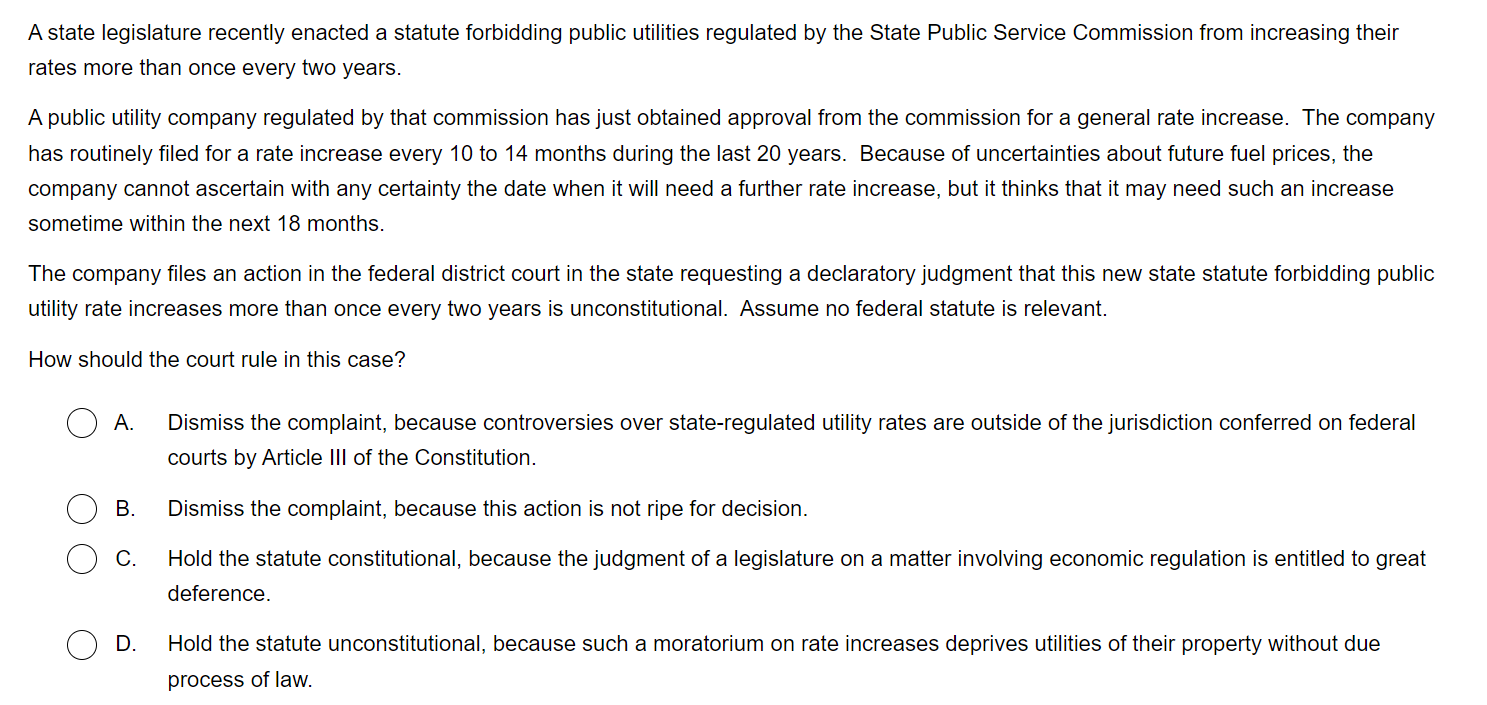 A state legislature recently enacted a statute forbidding public utilities regulated by the State Public Service Commission from increasing their
rates more than once every two years.
A public utility company regulated by that commission has just obtained approval from the commission for a general rate increase.  The company
has routinely filed for a rate increase every 10 to 14 months during the last 20 years.  Because of uncertainties about future fuel prices, the
company cannot ascertain with any certainty the date when it will need a further rate increase, but it thinks that it may need such an increase
sometime within the next 18 months.
The company files an action in the federal district court in the state requesting a declaratory judgment that this new state statute forbidding public
utility rate increases more than once every two years is unconstitutional.  Assume no federal statute is relevant.
How should the court rule in this case?
A. Dismiss the complaint, because controversies over state-regulated utility rates are outside of the jurisdiction conferred on federal
courts by Article III of the Constitution.
B. Dismiss the complaint, because this action is not ripe for decision.
C. Hold the statute constitutional, because the judgment of a legislature on a matter involving economic regulation is entitled to great
deference.
D. Hold the statute unconstitutional, because such a moratorium on rate increases deprives utilities of their property without due
process of law.